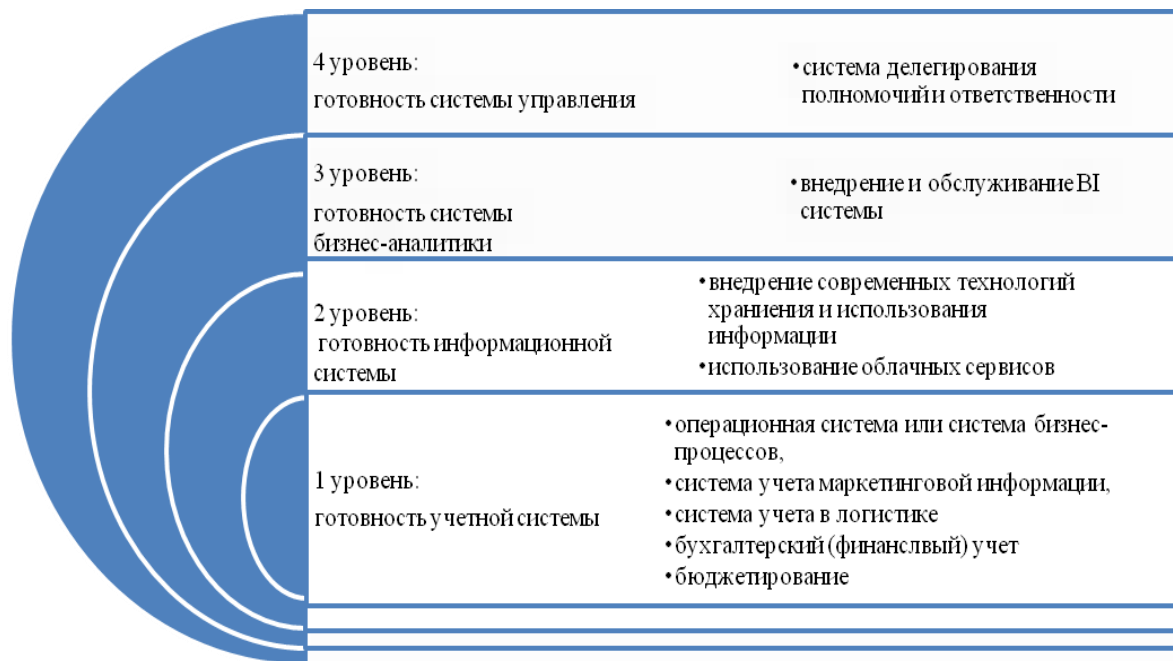 4 уровень:
готовность системы управления
•система делегирования
полномочий и ответственности
3 уровень:
готовность системы
бизнес-аналитики
•внедрение и обслуживание BI
системы
2 уровень:
готовность информационной
системы
•внедрение современных технологий
храниения и использования
информации
•использование облачных сервисов
1 уровень:
готовность учетной системы
•операционная система или система бизнес-
процессов,
•система учета маркетинговой информации,
•система учета в логистике
•бухгалтерский (финанслвый) учет
•бюджетирование